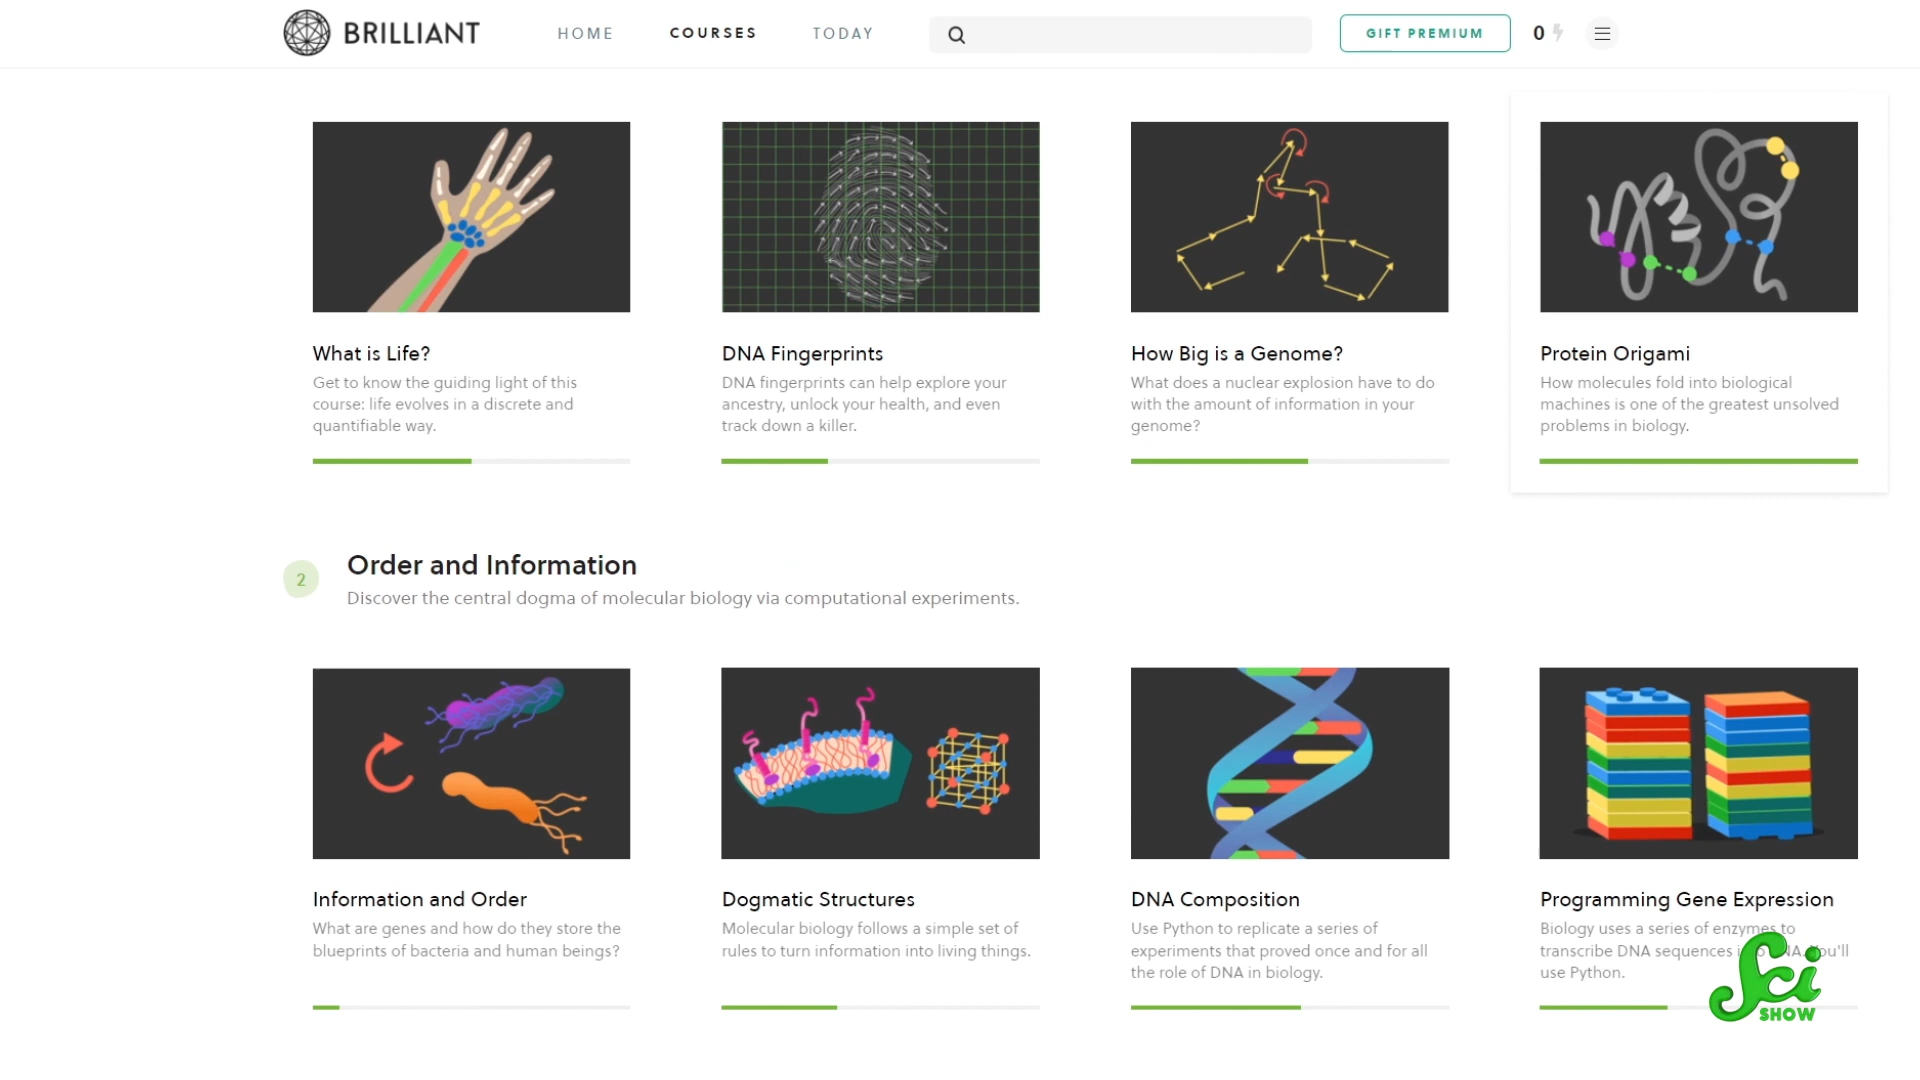 BRILLIANT
HOME
COURSES
TODAY
GIFT PREMIUM
0
What is Life?
Get to know the guiding light of this
course: life evolves in a discrete and
quantifiable way.
DNA Fingerprints
DNA fingerprints can help explore your
ancestry, unlock your health, and even
track down a killer.
How Big is a Genome?
What does a nuclear explosion have to do
with the amount of information in your
genome?
Protein Origami
How molecules fold into biological
machines is one of the greatest unsolved
problems in biology.
2
Order and Information
Discover the central dogma of molecular biology via computational experiments.
Information and Order
What are genes and how do they store the
blueprints of bacteria and human beings?
Dogmatic Structures
Molecular biology follows a simple set of
rules to turn information into living things.
DNA Composition
Use Python to replicate a series of
experiments that proved once and for all
the role of DNA in biology.
Programming Gene Expression
Biology uses a series of enzymes to
transcribe DNA sequences
use Python.
Sci
SHOW